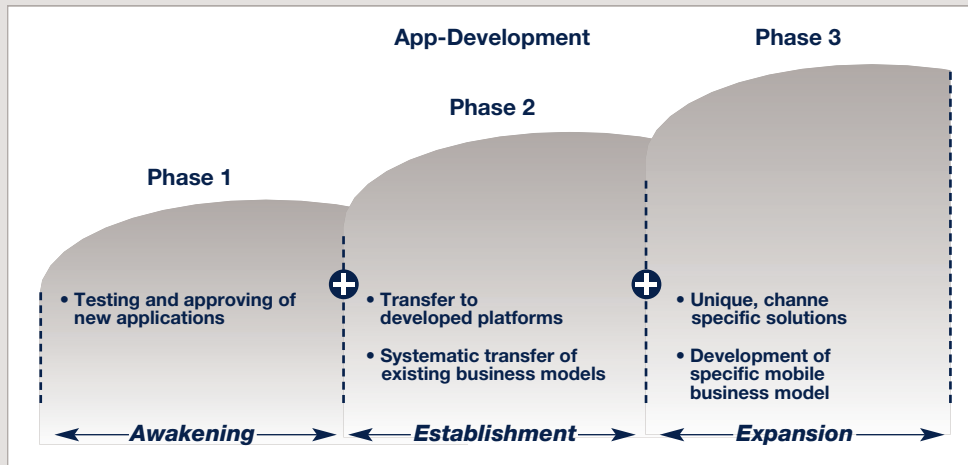 App-Development
Phase 3
Phase 2
Phase 1
• Testing and approving of
new applications
• Transfer to
developed platforms
• Systematic transfer of
existing business models
• Unique, channe
specific solutions
• Development of
specific mobile
business model
Awakening
Establishment
Expansion